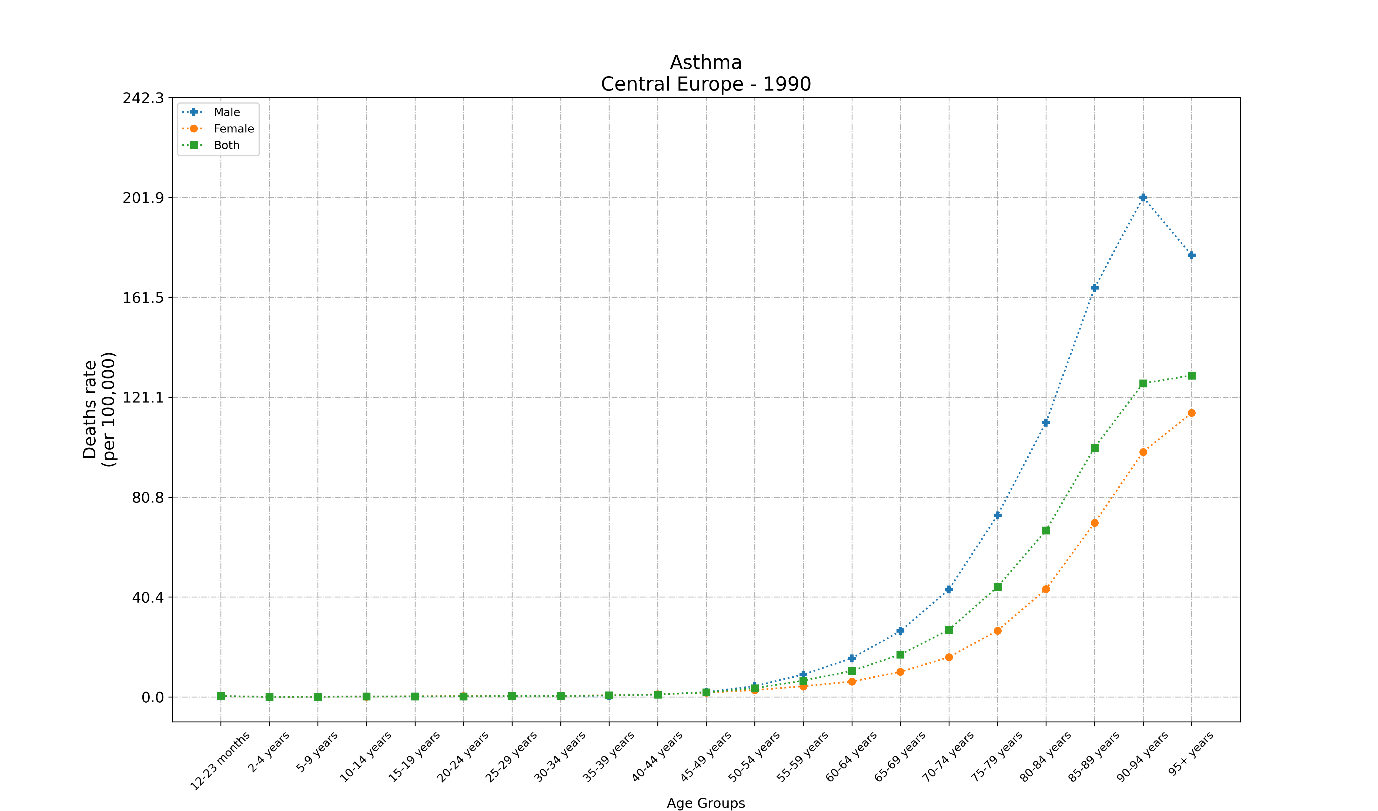 Asthma
Central Europe - 1990
Male
Female
Both
242.3
201.9
161.5
121.1
80.8
40.4
0.0
Deaths rate
(per 100,000)
12-23 months
2-4 years
5-9 years
10-14 years
15-19 years
20-24 years
25-29 years
30-34 years
35-39 years
40-44 years
45-49 years
50-54 years
55-59 years
60-64 years
65-69 years
70-74 years
75-79 years
80-84 years
85-89 years
90-94 years
95+ years
Age Groups